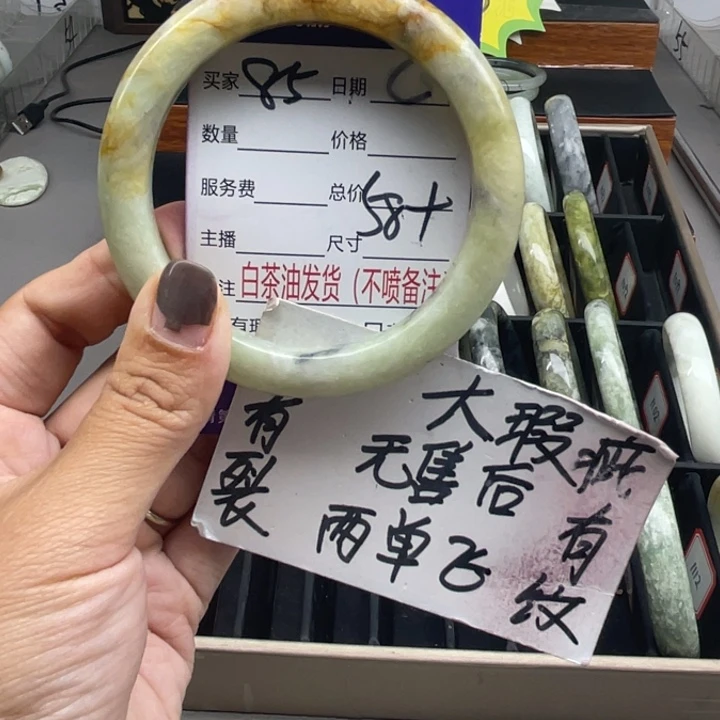 买家 85 日期
数量 价格
服务费 总价 58+
主播 尺寸
注 白茶油发货（不喷备注
有 大瑕疵 有
裂 无售后 纹
两单飞